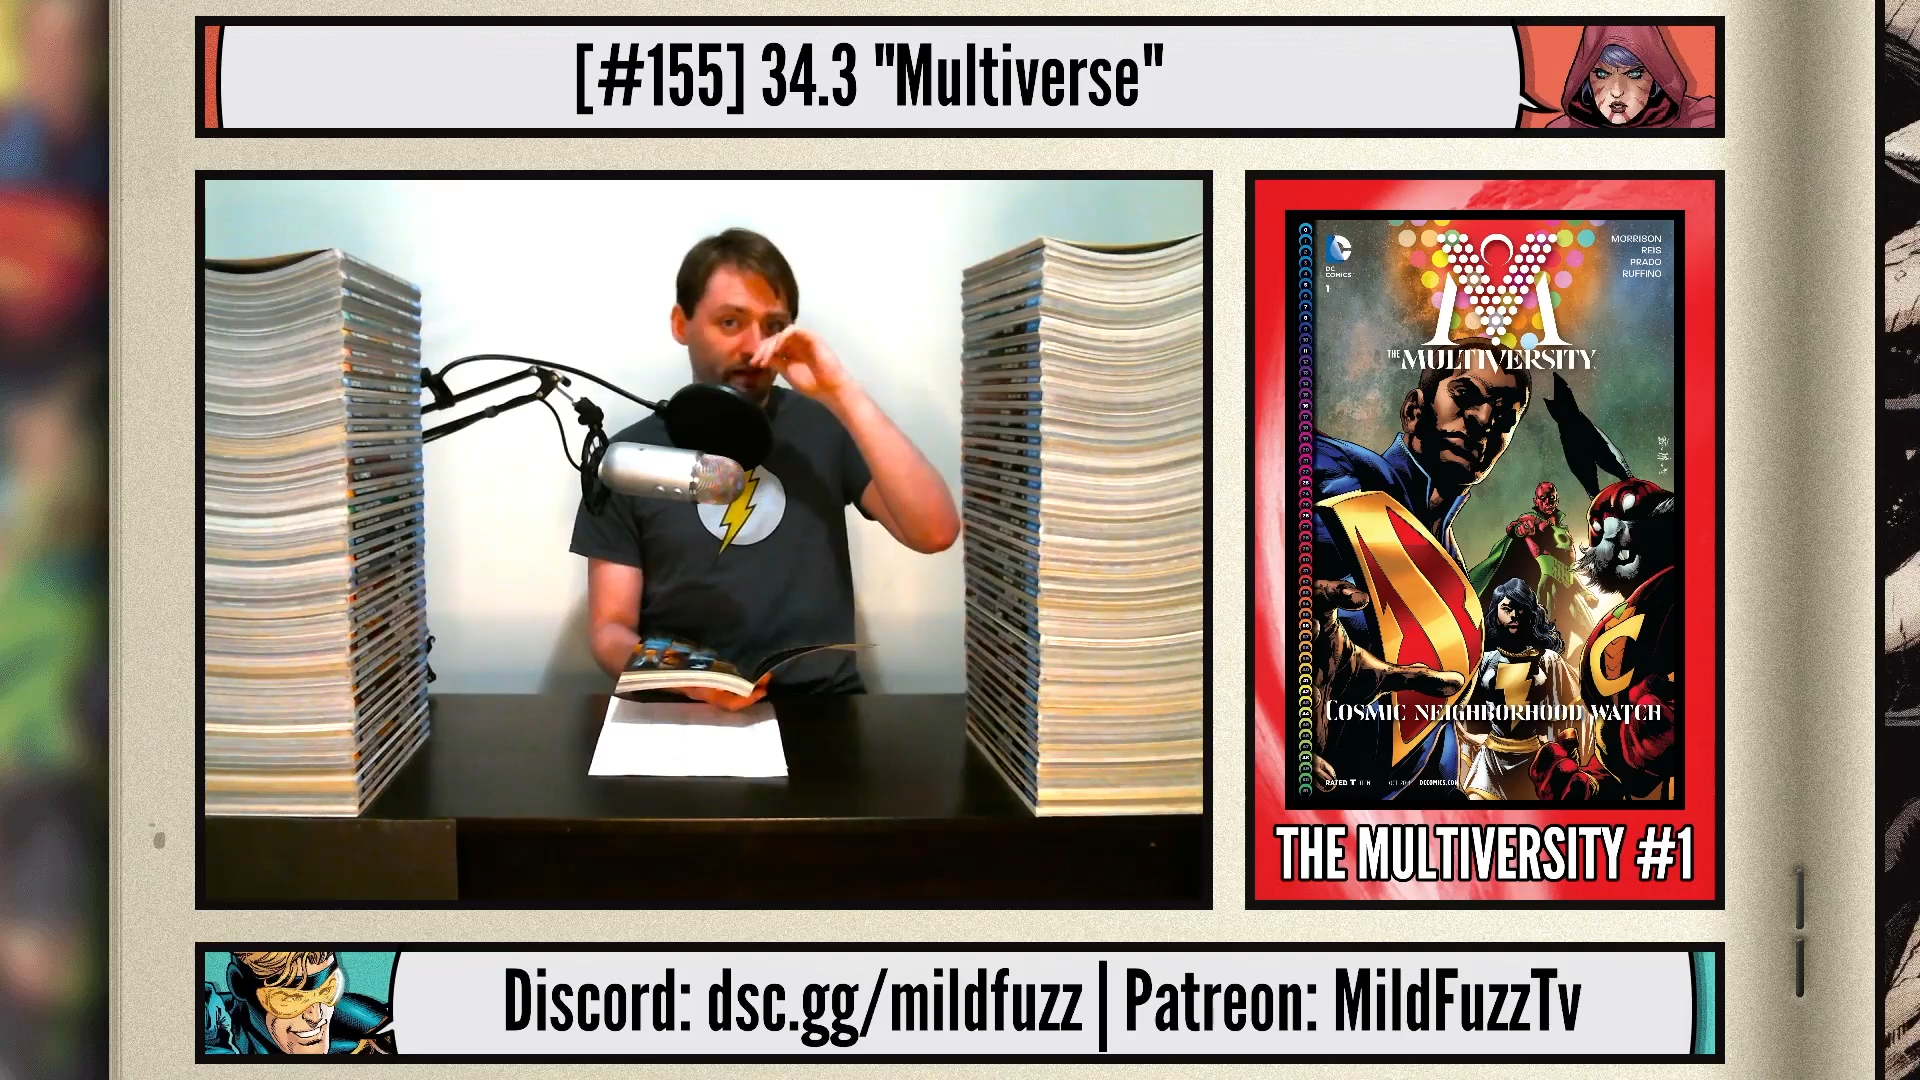 [#155] 34.3 "Multiverse"
DC
COMICS
1
MORRISON
REIS
PRADO
RUFFINO
THE MULTIVERSITY
COSMIC NEIGHBORHOOD WATCH
RATED T TEEN
DCCOMICS.COM
THE MULTIVERSITY #1
Discord: dsc.gg/mildfuzz | Patreon: MildFuzzTv